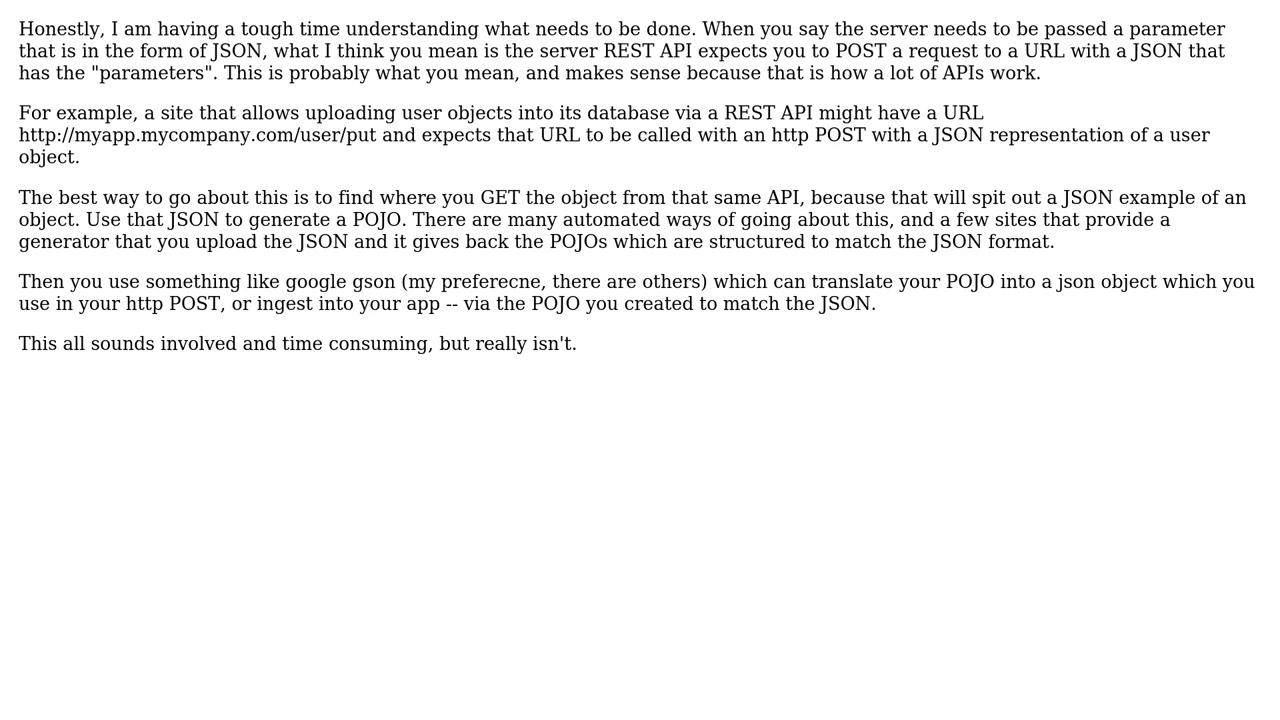 Honestly, I am having a tough time understanding what needs to be done. When you say the server needs to be passed a parameter
that is in the form of JSON, what I think you mean is the server REST API expects you to POST a request to a URL with a JSON that
has the "parameters". This is probably what you mean, and makes sense because that is how a lot of APIs work.
For example, a site that allows uploading user objects into its database via a REST API might have a URL
http://myapp.mycompany.com/user/put and expects that URL to be called with an http POST with a JSON representation of a user
object.
The best way to go about this is to find where you GET the object from that same API, because that will spit out a JSON example of an
object. Use that JSON to generate a POJO. There are many automated ways of going about this, and a few sites that provide a
generator that you upload the JSON and it gives back the POJOs which are structured to match the JSON format.
Then you use something like google gson (my preferecne, there are others) which can translate your POJO into a json object which you
use in your http POST, or ingest into your app -- via the POJO you created to match the JSON.
This all sounds involved and time consuming, but really isn't.